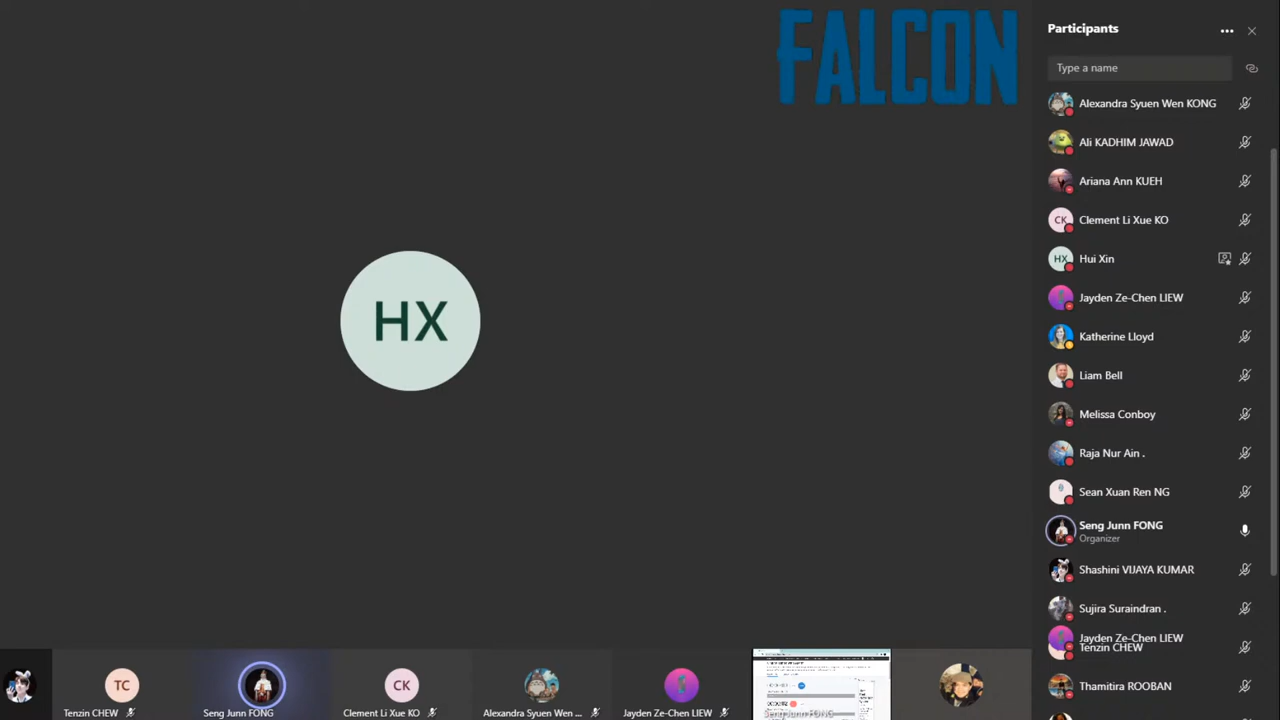 FALCON
Participants
Type a name
Alexandra Syuen Wen KONG
Ali KADHIM JAWAD
Ariana Ann KUEH
CK
Clement Li Xue KO
HX
Hui Xin
HX
Jayden Ze-Chen LIEW
Katherine Lloyd
Liam Bell
Melissa Conboy
Raja Nur Ain .
Sean Xuan Ren NG
Seng Junn FONG
Organizer
Shashini VIJAYA KUMAR
Sujira Suraindran .
Jayden Ze-Chen LIEW
Tenzin CHEW
Thamitira ROOBAN
TC
CK
Tenzin CHEW
Seng Junn FONG
Clement Li Xue KO
Alexandra Syuen Wen ...
Jayden Ze-Chen LIEW
Seng Junn FONG